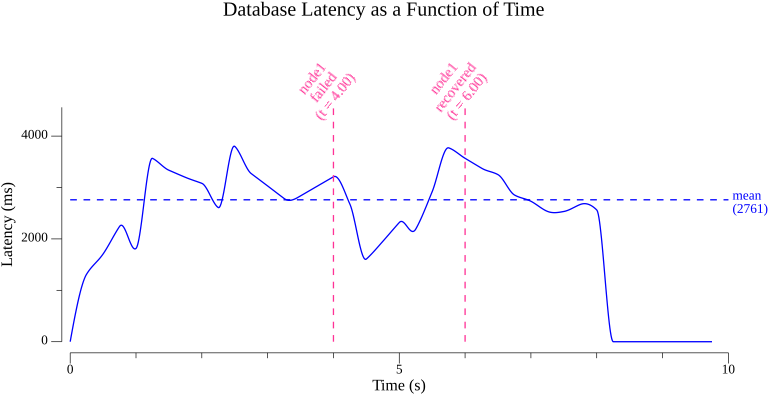 Database Latency as a Function of Time
node1
failed
(t = 4.00)
node1
recovered
(t = 6.00)
4000
2000
0
Latency (ms)
mean
(2761)
0
5
10
Time (s)